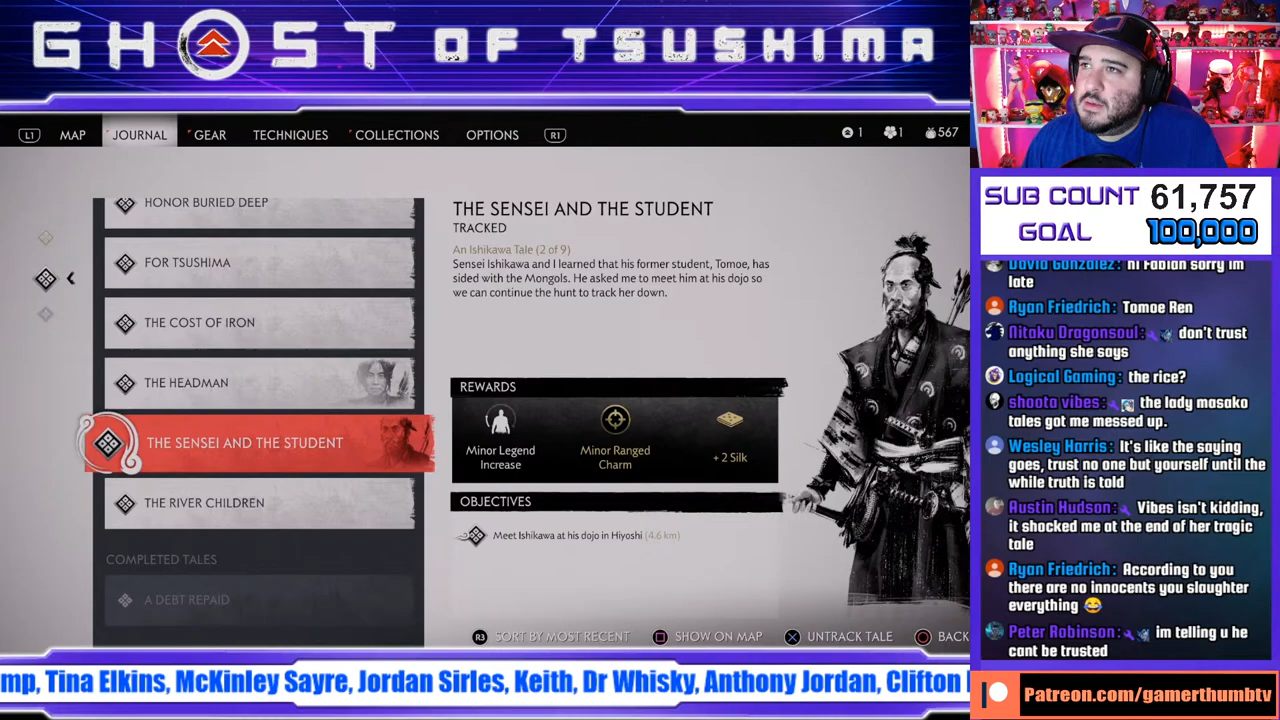 GHOST OF TSUSHIMA
L1 MAP JOURNAL GEAR TECHNIQUES COLLECTIONS OPTIONS R1
1 1 567
HONOR BURIED DEEP
FOR TSUSHIMA
THE COST OF IRON
THE HEADMAN
THE SENSEI AND THE STUDENT
THE RIVER CHILDREN
COMPLETED TALES
A DEBT REPAID
THE SENSEI AND THE STUDENT
TRACKED
An Ishikawa Tale (2 of 9)
Sensei Ishikawa and I learned that his former student, Tomoe, has
sided with the Mongols. He asked me to meet him at his dojo so
we can continue the hunt to track her down.
REWARDS
Minor Legend
Increase
Minor Ranged
Charm
+ 2 Silk
OBJECTIVES
Meet Ishikawa at his dojo in Hiyoshi (4.6 km)
R3 SORT BY MOST RECENT SHOW ON MAP UNTRACK TALE BACK
SUB COUNT 61,757
GOAL 100,000
David Gonzalez: hi Fabian sorry im
late
Ryan Friedrich: Tomoe Ren
Nitaku Dragonsoul: don't trust
anything she says
Logical Gaming: the rice?
shoota vibes: the lady masako
tales got me messed up.
Wesley Harris: It's like the saying
goes, trust no one but yourself until the
while truth is told
Austin Hudson: Vibes isn't kidding,
it shocked me at the end of her tragic
tale
Ryan Friedrich: According to you
there are no innocents you slaughter
everything 😂
Peter Robinson: im telling u he
cant be trusted
mp, Tina Elkins, McKinley Sayre, Jordan Sirles, Keith, Dr Whisky, Anthony Jordan, Clifton
Patreon.com/gamerthumbtv